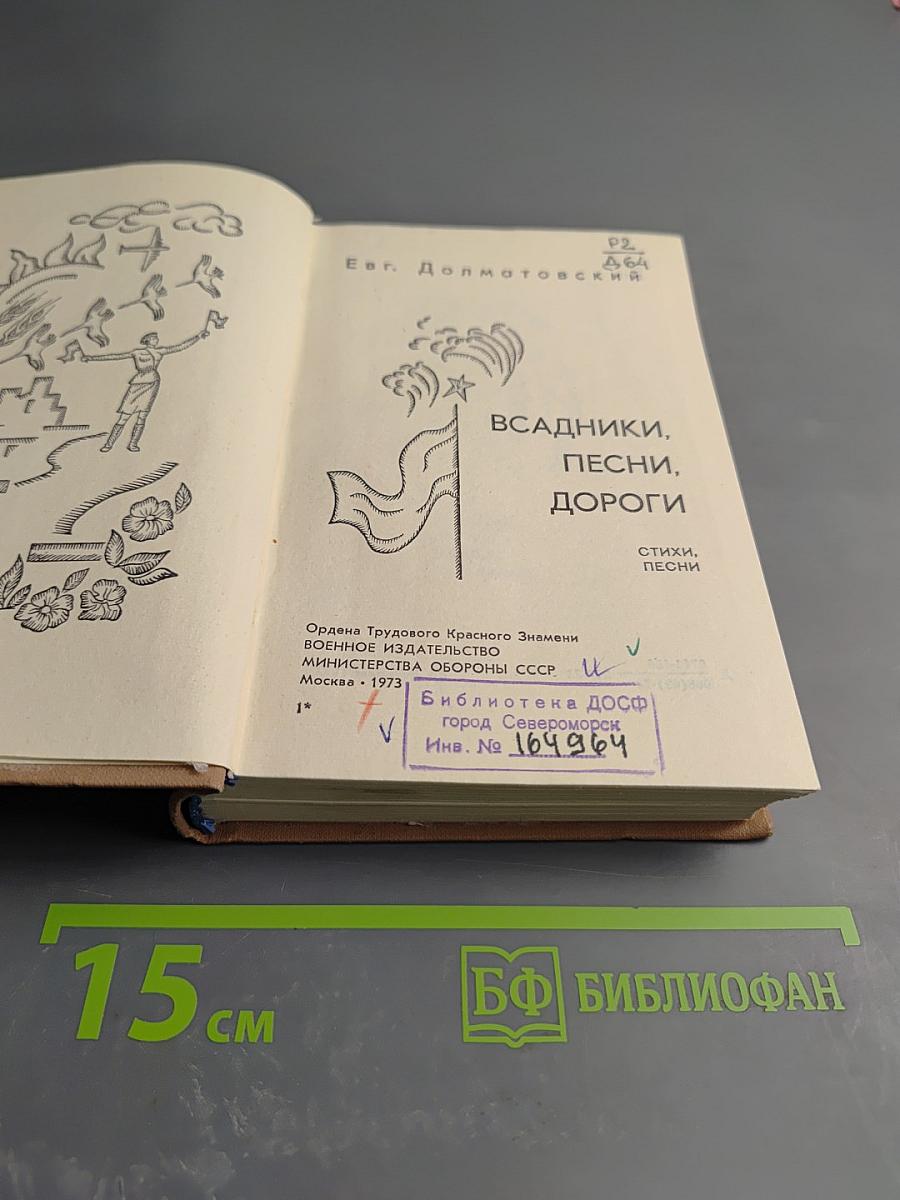 Р2
Д64
Евг. Долматовский
ВСАДНИКИ,
ПЕСНИ,
ДОРОГИ
СТИХИ,
ПЕСНИ
Ордена Трудового Красного Знамени
ВОЕННОЕ ИЗДАТЕЛЬСТВО
МИНИСТЕРСТВА ОБОРОНЫ СССР
Москва • 1973
1*
Библиотека ДОСФ
город Североморск
Инв. № 164964
15 см
БФ БИБЛИОФАН